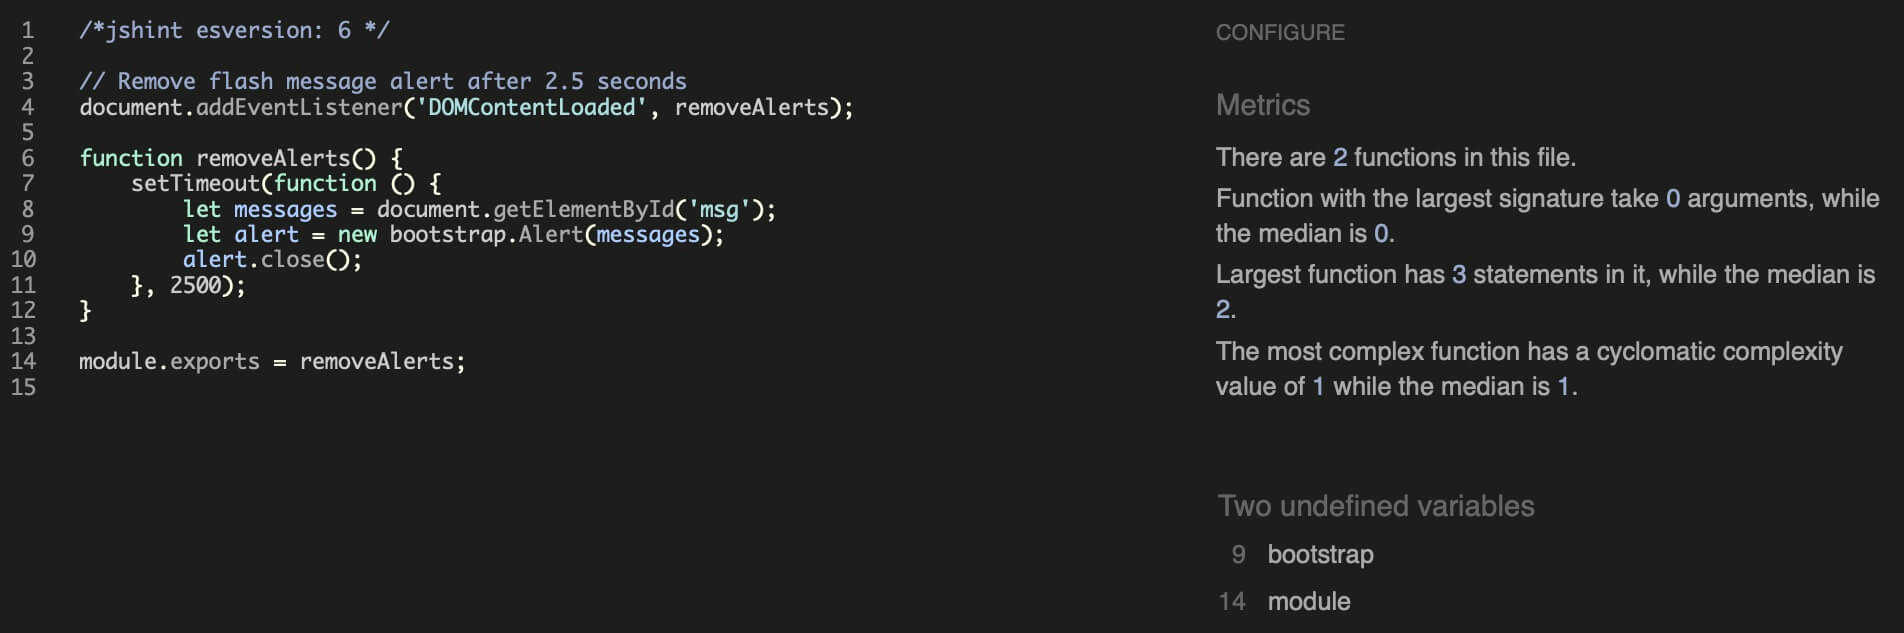 1 /*jshint esversion: 6 */
2
3 // Remove flash message alert after 2.5 seconds
4 document.addEventListener('DOMContentLoaded', removeAlerts);
5
6 function removeAlerts() {
7 setTimeout(function () {
8 let messages = document.getElementById('msg');
9 let alert = new bootstrap.Alert(messages);
10 alert.close();
11 }, 2500);
12 }
13
14 module.exports = removeAlerts;
15
CONFIGURE
Metrics
There are 2 functions in this file.
Function with the largest signature take 0 arguments, while
the median is 0.
Largest function has 3 statements in it, while the median is
2.
The most complex function has a cyclomatic complexity
value of 1 while the median is 1.
Two undefined variables
9 bootstrap
14 module